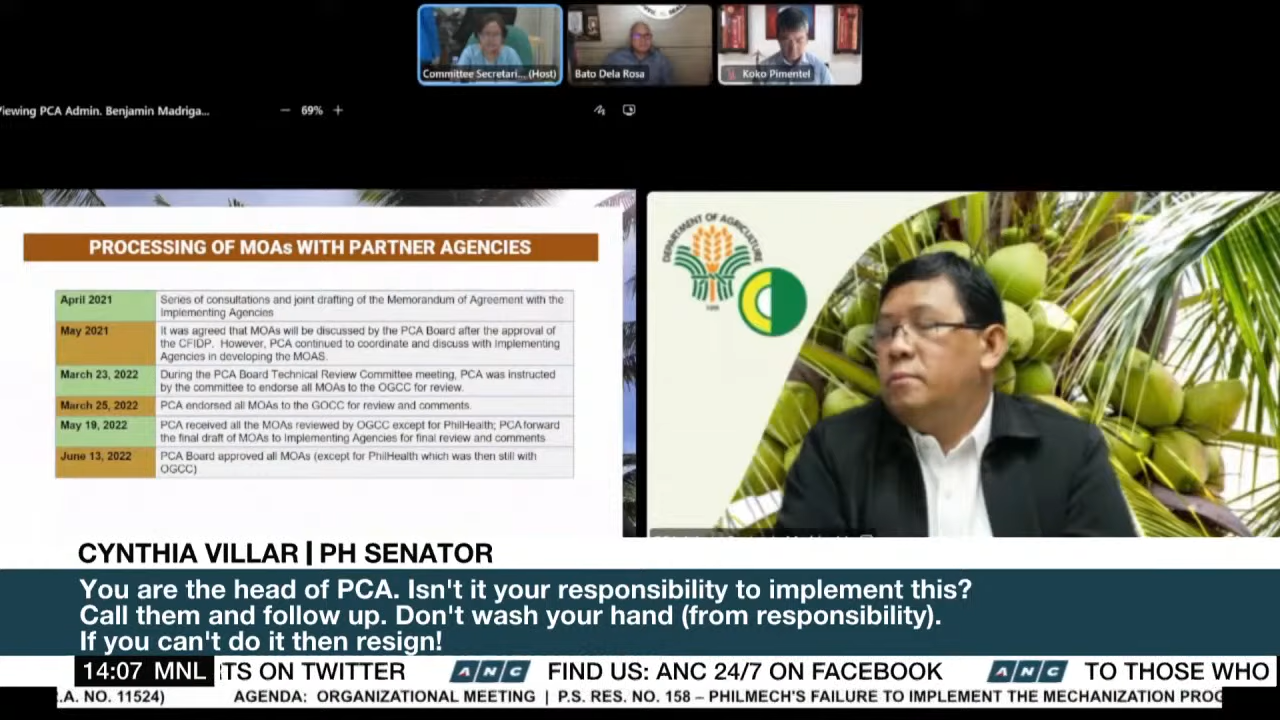 Committee Secretari... (Host)
Bato Dela Rosa
Koko Pimentel
iewing PCA Admin. Benjamin Madriga...
69%
PROCESSING OF MOAs WITH PARTNER AGENCIES
April 2021
Series of consultations and joint drafting of the Memorandum of Agreement with the
Implementing Agencies
May 2021
It was agreed that MOAs will be discussed by the PCA Board after the approval of
the CFIDP. However, PCA continued to coordinate and discuss with Implementing
Agencies in developing the MOAS.
March 23, 2022
During the PCA Board Technical Review Committee meeting, PCA was instructed
by the committee to endorse all MOAs to the OGCC for review.
March 25, 2022
PCA endorsed all MOAs to the GOCC for review and comments.
May 19, 2022
PCA received all the MOAs reviewed by OGCC except for PhilHealth; PCA forward
the final draft of MOAs to Implementing Agencies for final review and comments
June 13, 2022
PCA Board approved all MOAs (except for PhilHealth which was then still with
OGCC)
DEPARTMENT OF AGRICULTURE
CYNTHIA VILLAR | PH SENATOR
You are the head of PCA. Isn't it your responsibility to implement this?
Call them and follow up. Don't wash your hand (from responsibility).
If you can't do it then resign!
14:07 MNL
TS ON TWITTER ANC FIND US: ANC 24/7 ON FACEBOOK ANC TO THOSE WHO
.A. NO. 11524) AGENDA: ORGANIZATIONAL MEETING | P.S. RES. NO. 158 – PHILMECH'S FAILURE TO IMPLEMENT THE MECHANIZATION PROG